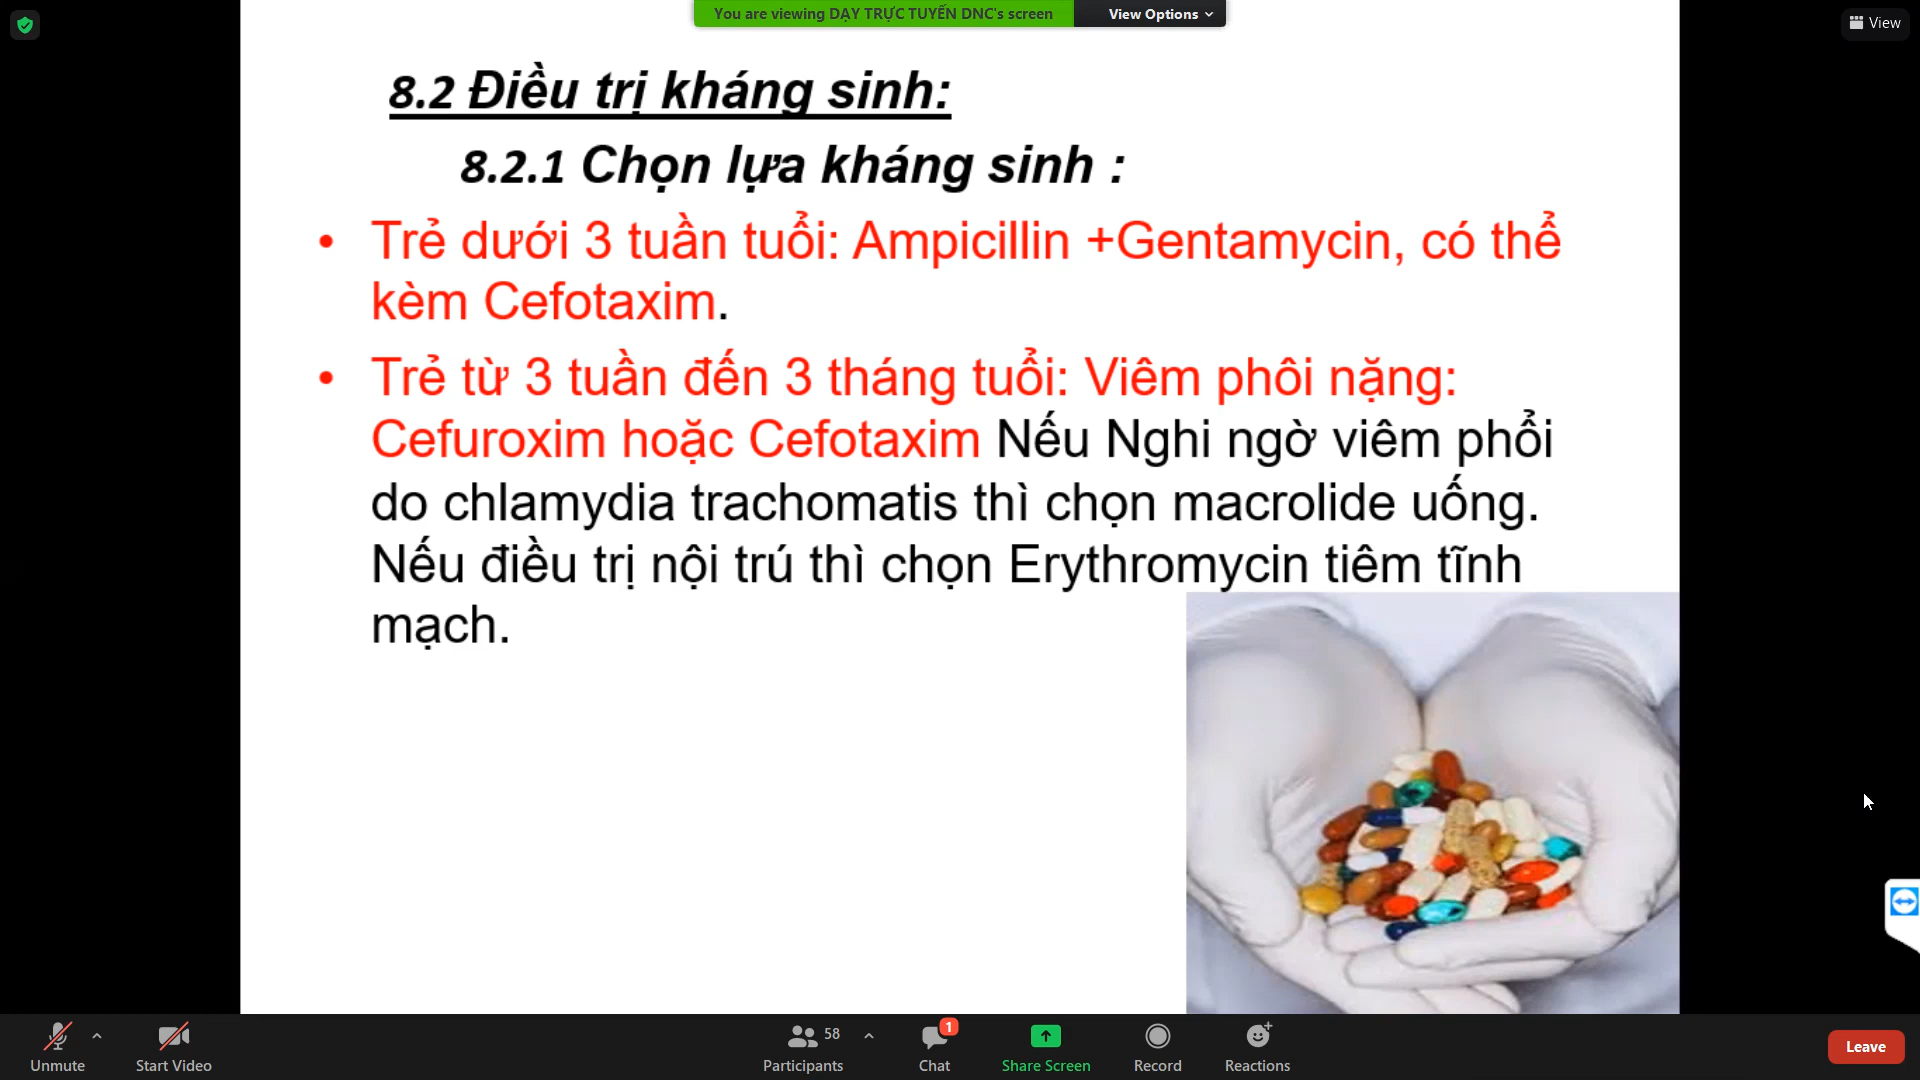 You are viewing DẠY TRỰC TUYẾN DNC's screen
View Options
View
8.2 Điều trị kháng sinh:
8.2.1 Chọn lựa kháng sinh :
• Trẻ dưới 3 tuần tuổi: Ampicillin +Gentamycin, có thể
kèm Cefotaxim.
• Trẻ từ 3 tuần đến 3 tháng tuổi: Viêm phôi nặng:
Cefuroxim hoặc Cefotaxim Nếu Nghi ngờ viêm phổi
do chlamydia trachomatis thì chọn macrolide uống.
Nếu điều trị nội trú thì chọn Erythromycin tiêm tĩnh
mạch.
Unmute
Start Video
58
Participants
1
Chat
Share Screen
Record
Reactions
Leave